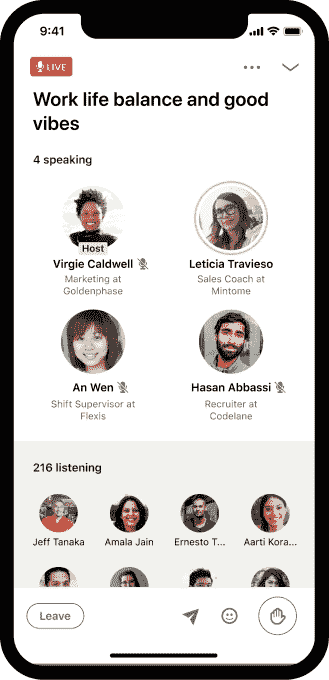 9:41
LIVE
Work life balance and good
vibes
4 speaking
Host
Virgie Caldwell
Marketing at
Goldenphase
Leticia Travieso
Sales Coach at
Mintome
An Wen
Shift Supervisor at
Flexis
Hasan Abbassi
Recruiter at
Codelane
216 listening
Jeff Tanaka
Amala Jain
Ernesto T...
Aarti Kora...
Leave